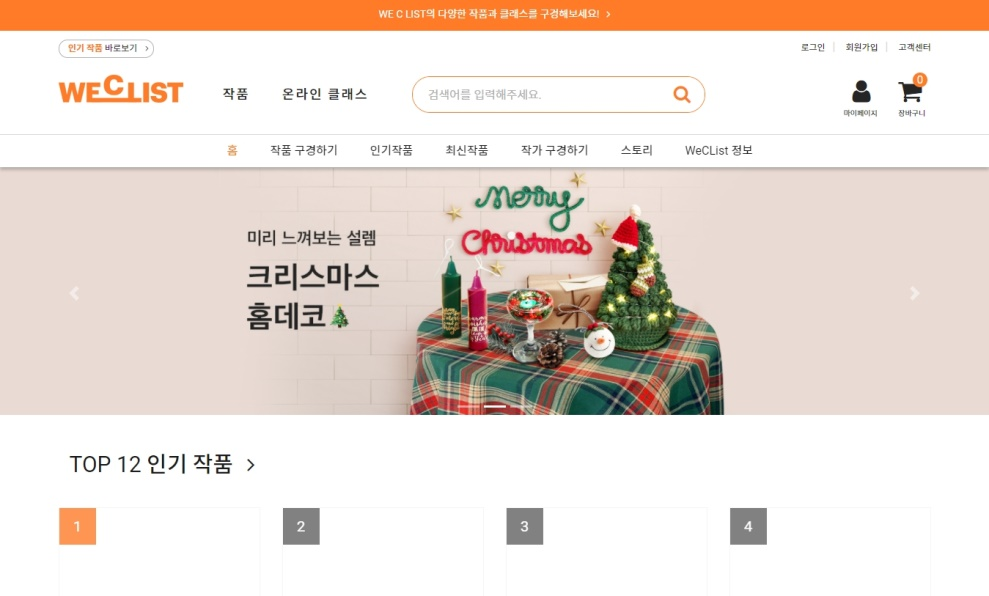 WE C LIST의 다양한 작품과 클래스를 구경해보세요! >
인기 작품 바로보기 >
로그인 | 회원가입 | 고객센터
WECLIST
작품 온라인 클래스
검색어를 입력해주세요.
0
마이페이지 장바구니
홈 작품 구경하기 인기작품 최신작품 작가 구경하기 스토리 WeCList 정보
Merry
Christmas
미리 느껴보는 설렘
크리스마스
홈데코🎄
TOP 12 인기 작품 >
1 2 3 4